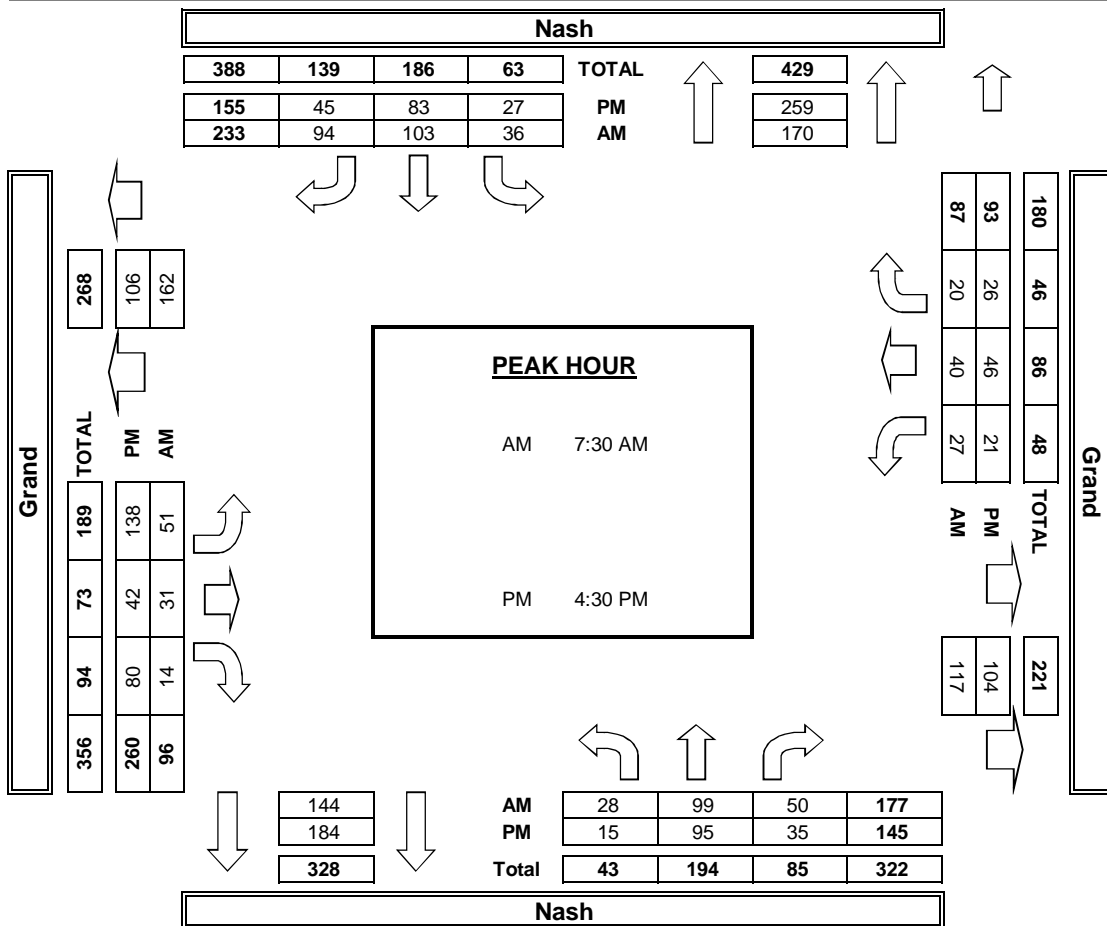 Nash
388 139 186 63 TOTAL 429
155 45 83 27 PM 259
233 94 103 36 AM 170
Grand
268
106
162
TOTAL
PM
AM
189 73 94 356
138 42 80 260
51 31 14 96
PEAK HOUR
AM 7:30 AM
PM 4:30 PM
180 46 86 48 TOTAL 221
93 26 46 21 PM 104
87 20 40 27 AM 117
Grand
144 AM 28 99 50 177
184 PM 15 95 35 145
328 Total 43 194 85 322
Nash